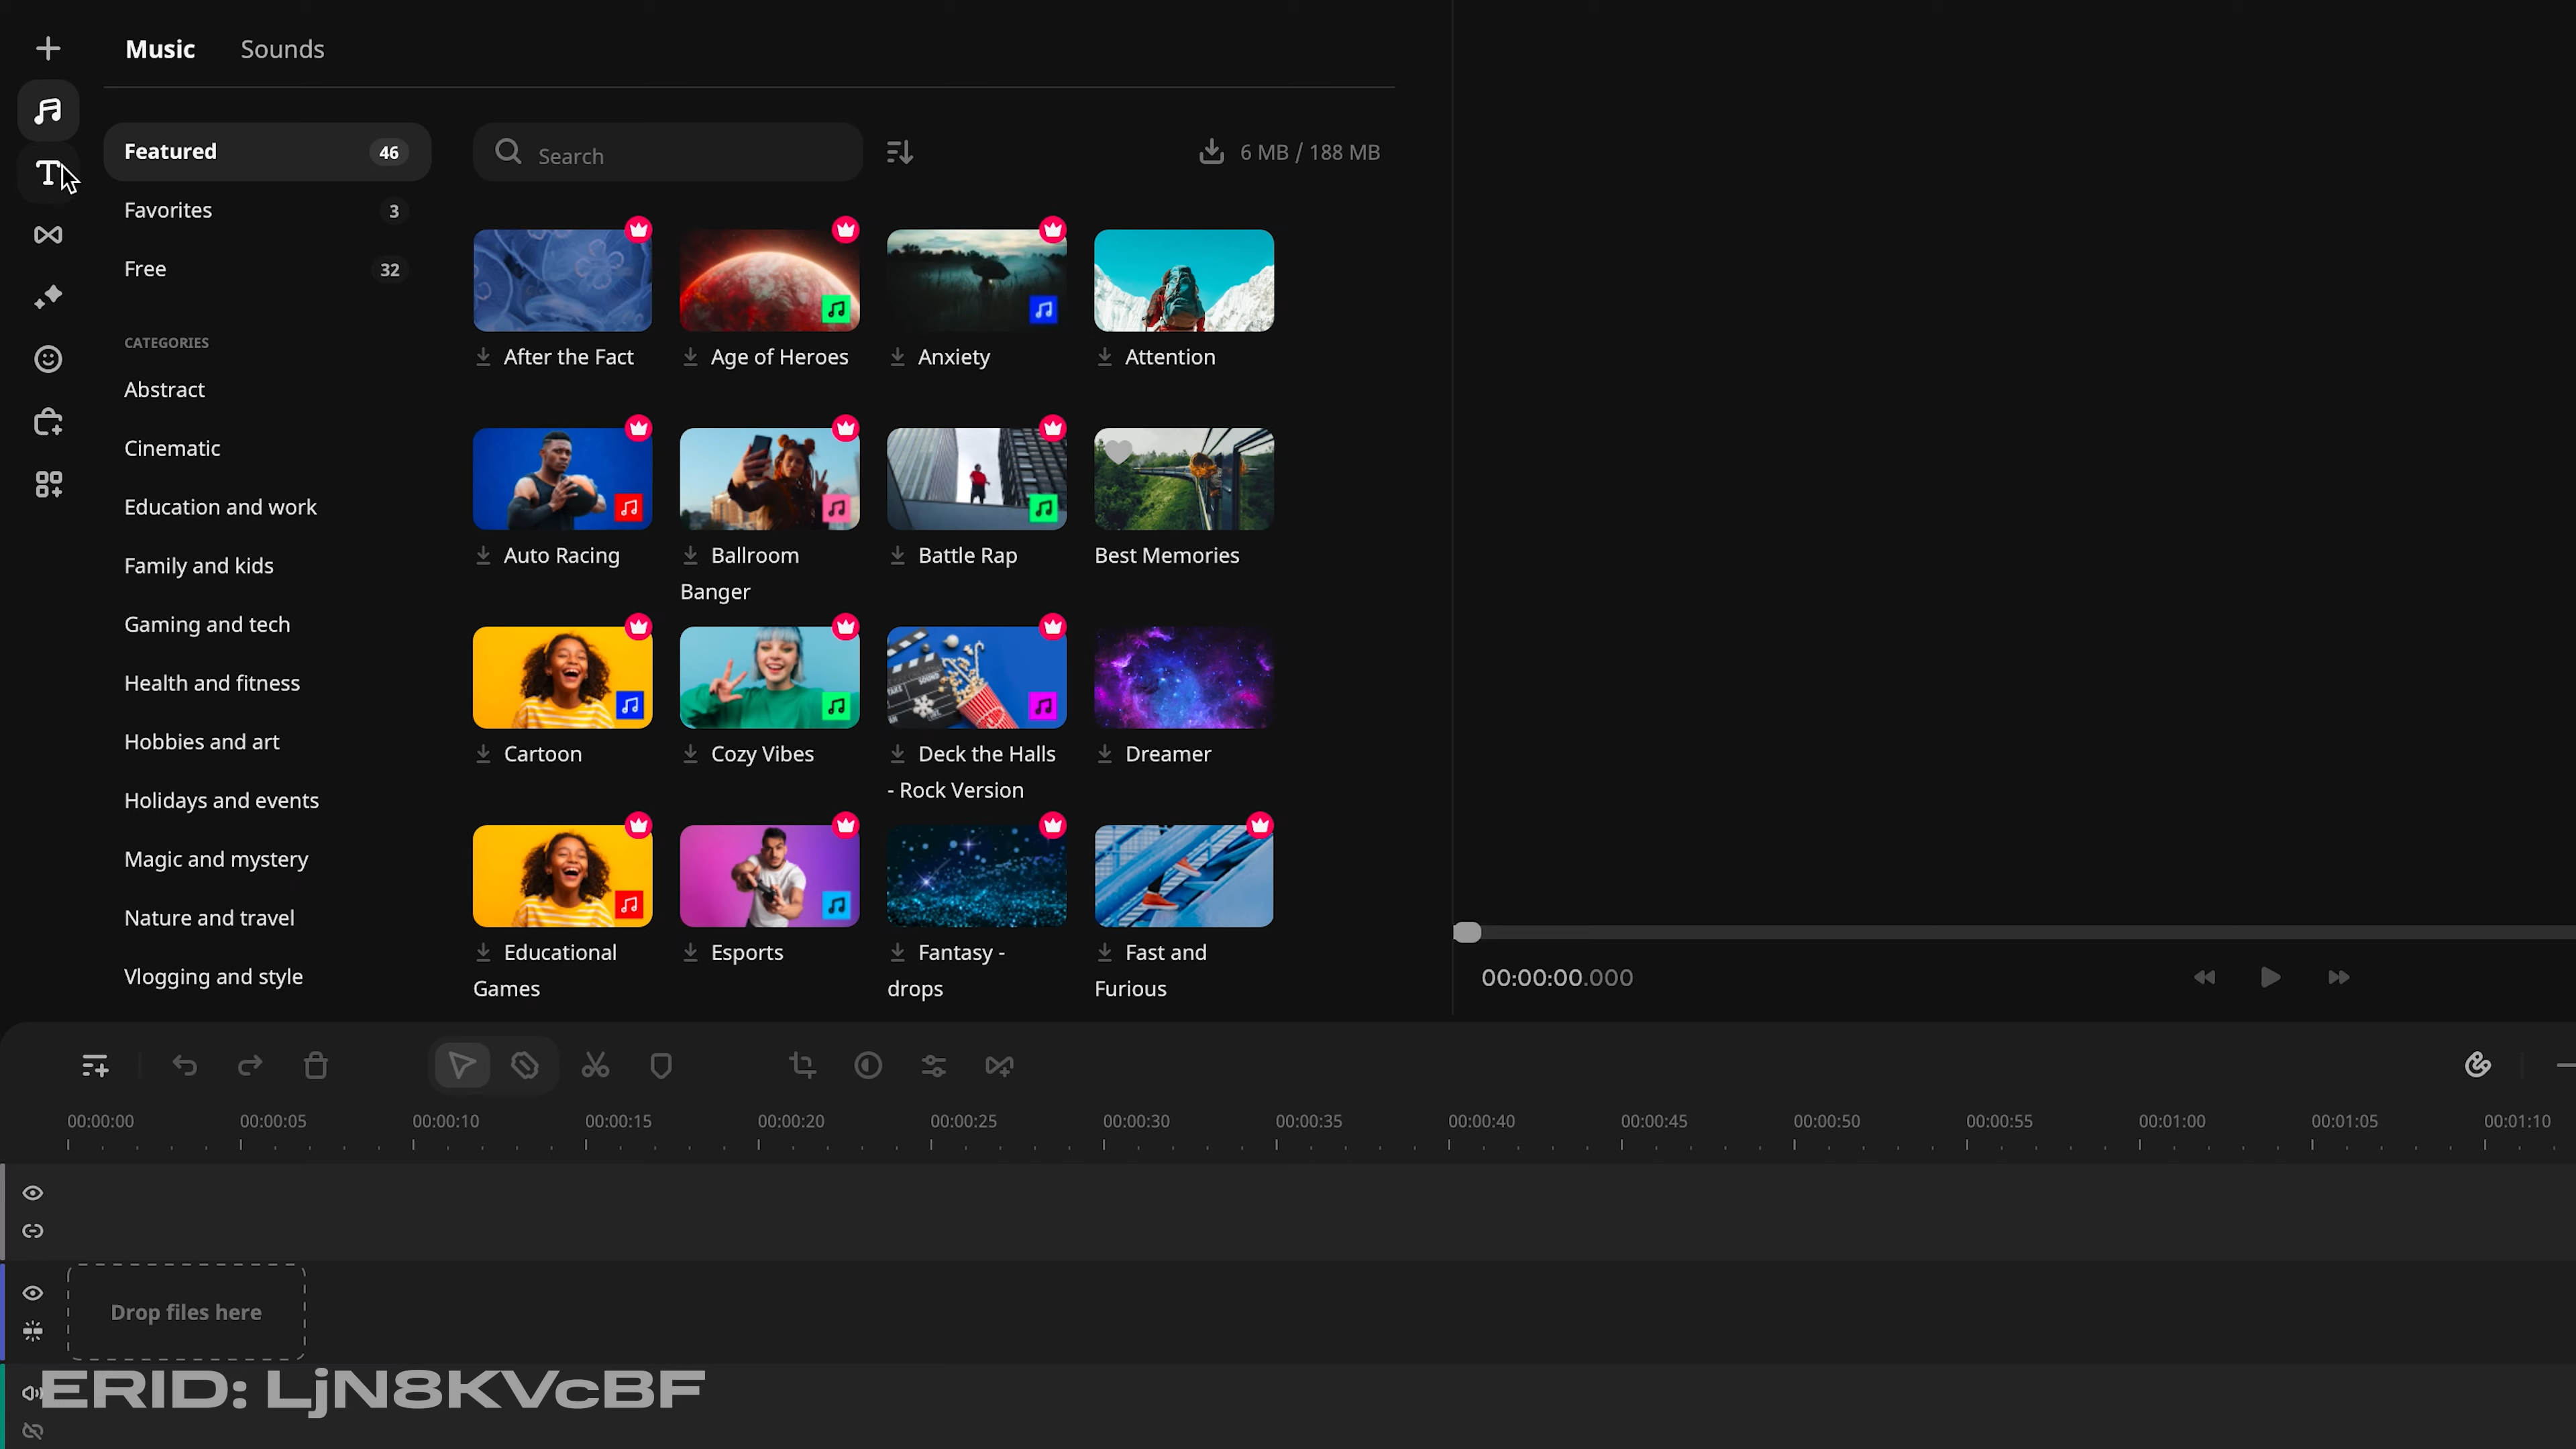 Music Sounds
Featured 46
Search
6 MB / 188 MB
Favorites 3
Free 32
CATEGORIES
Abstract
Cinematic
Education and work
Family and kids
Gaming and tech
Health and fitness
Hobbies and art
Holidays and events
Magic and mystery
Nature and travel
Vlogging and style
After the Fact
Age of Heroes
Anxiety
Attention
Auto Racing
Ballroom
Banger
Battle Rap
Best Memories
Cartoon
Cozy Vibes
Deck the Halls
- Rock Version
Dreamer
Educational
Games
Esports
Fantasy -
drops
Fast and
Furious
00:00:00.000
00:00:00 00:00:05 00:00:10 00:00:15 00:00:20 00:00:25 00:00:30 00:00:35 00:00:40 00:00:45 00:00:50 00:00:55 00:01:00 00:01:05 00:01:10
Drop files here
ERID: LjN8KVcBF